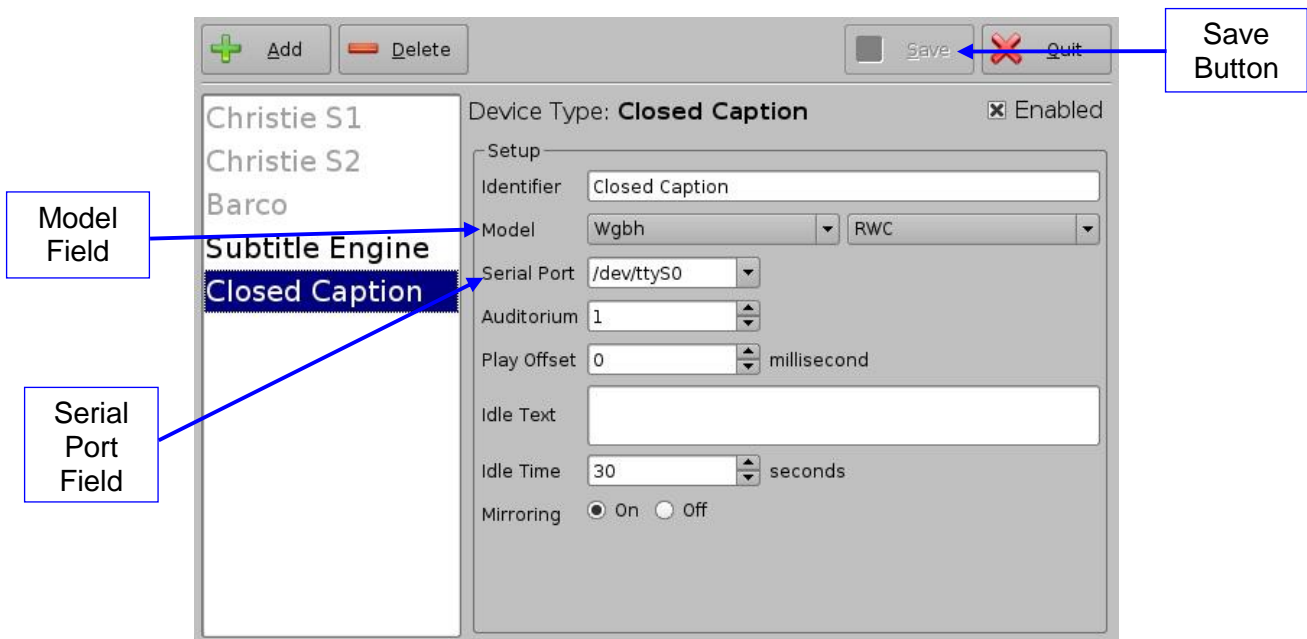 Add
Delete
Save
Quit
Save
Button
Christie S1
Christie S2
Barco
Subtitle Engine
Closed Caption
Device Type: Closed Caption
Enabled
Setup
Identifier Closed Caption
Model
Field
Model Wgbh RWC
Serial Port /dev/ttyS0
Auditorium 1
Play Offset 0 millisecond
Serial
Port
Field
Idle Text
Idle Time 30 seconds
Mirroring On Off